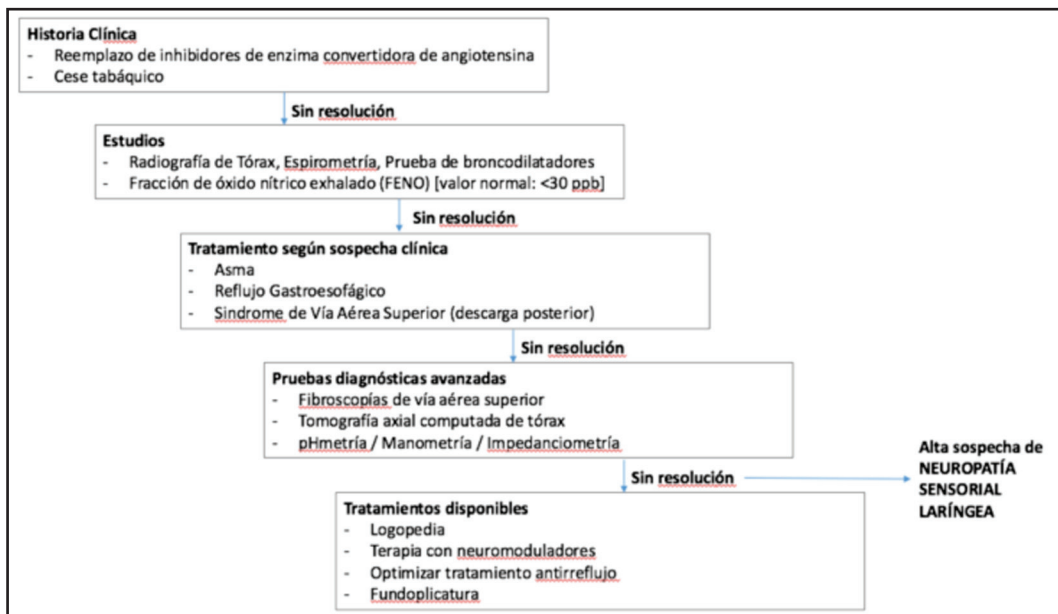 Historia Clínica
- Reemplazo de inhibidores de enzima convertidora de angiotensina
- Cese tabáquico
Sin resolución
Estudios
- Radiografía de Tórax, Espirometría, Prueba de broncodilatadores
- Fracción de óxido nítrico exhalado (FENO) [valor normal: <30 ppb]
Sin resolución
Tratamiento según sospecha clínica
- Asma
- Reflujo Gastroesofágico
- Sindrome de Vía Aérea Superior (descarga posterior)
Sin resolución
Pruebas diagnósticas avanzadas
- Fibroscopías de vía aérea superior
- Tomografía axial computada de tórax
- pHmetría / Manometría / Impedanciometría
Sin resolución
Alta sospecha de
NEUROPATÍA
SENSORIAL
LARÍNGEA
Tratamientos disponibles
- Logopedia
- Terapia con neuromoduladores
- Optimizar tratamiento antirreflujo
- Fundoplicatura